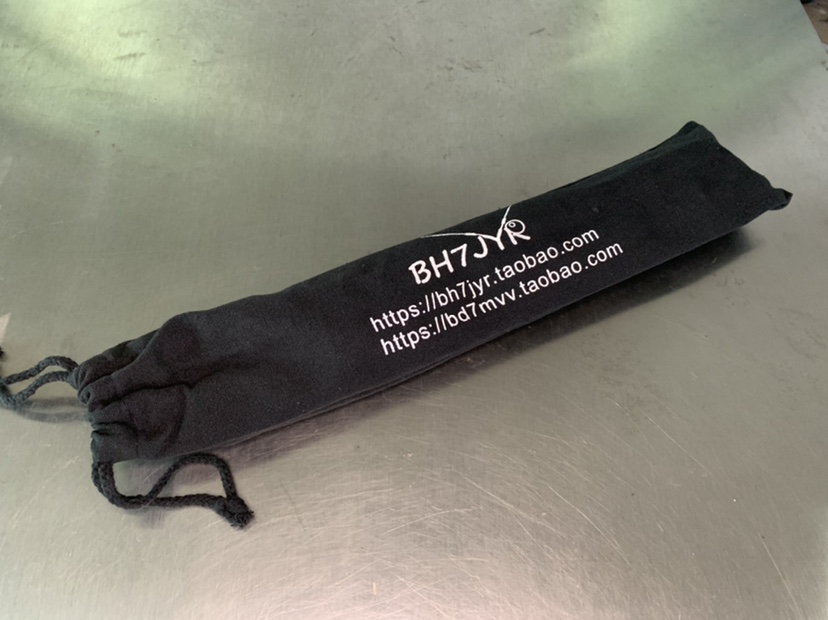 BH7JYR
https://bh7jyr.taobao.com
https://bd7mvv.taobao.com